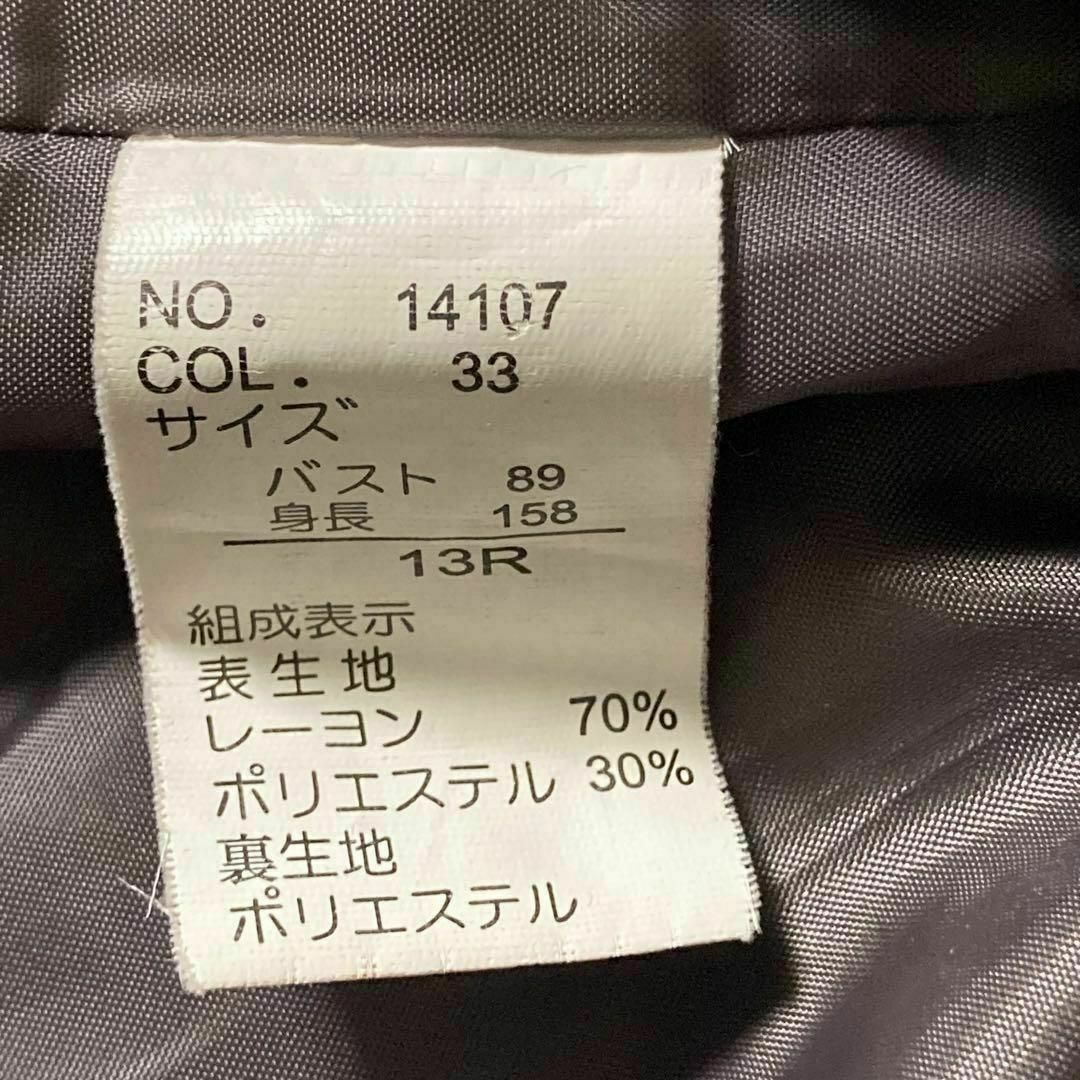 NO. 14107
COL. 33
サイズ
バスト 89
身長 158
13R
組成表示
表生地
レーヨン 70%
ポリエステル 30%
裏生地
ポリエステル